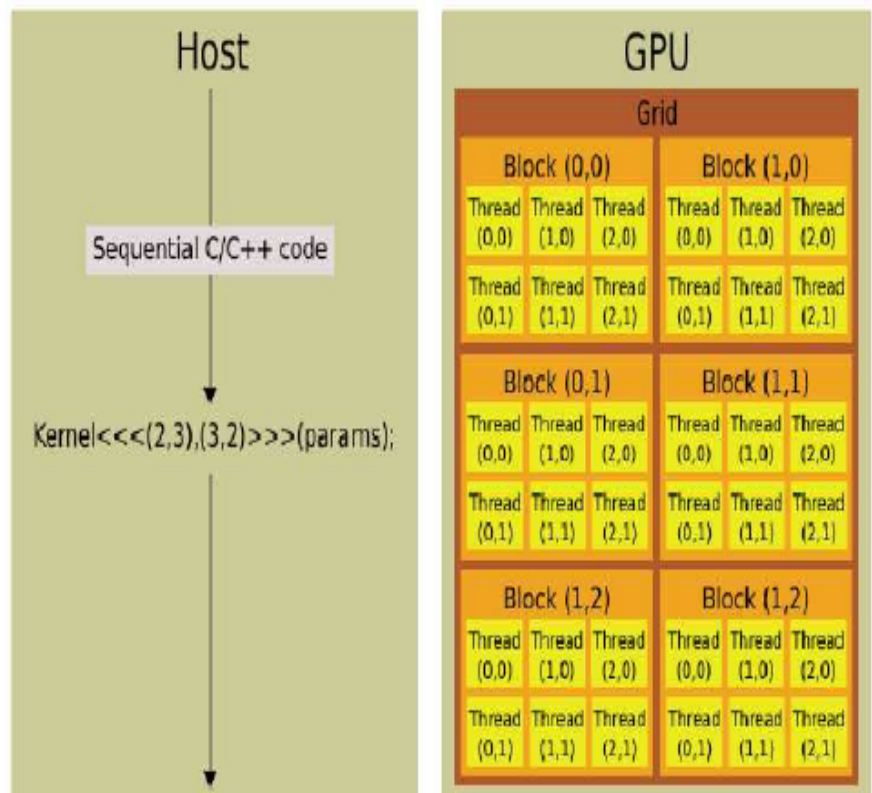 Host
Sequential C/C++ code
Kernel<<<(2,3),(3,2)>>>(params);
GPU
Grid
Block (0,0)
Thread Thread Thread
(0,0) (1,0) (2,0)
Thread Thread Thread
(0,1) (1,1) (2,1)
Block (1,0)
Thread Thread Thread
(0,0) (1,0) (2,0)
Thread Thread Thread
(0,1) (1,1) (2,1)
Block (0,1)
Thread Thread Thread
(0,0) (1,0) (2,0)
Thread Thread Thread
(0,1) (1,1) (2,1)
Block (1,1)
Thread Thread Thread
(0,0) (1,0) (2,0)
Thread Thread Thread
(0,1) (1,1) (2,1)
Block (1,2)
Thread Thread Thread
(0,0) (1,0) (2,0)
Thread Thread Thread
(0,1) (1,1) (2,1)
Block (1,2)
Thread Thread Thread
(0,0) (1,0) (2,0)
Thread Thread Thread
(0,1) (1,1) (2,1)